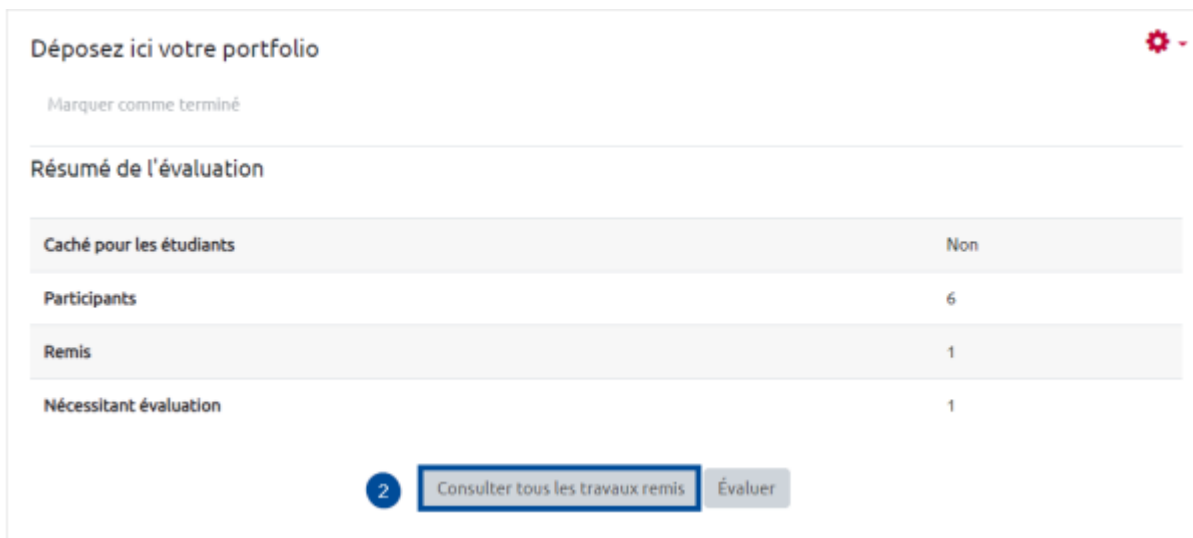 Déposez ici votre portfolio
Marquer comme terminé
Résumé de l'évaluation
Caché pour les étudiants Non
Participants 6
Remis 1
Nécessitant évaluation 1
2 Consulter tous les travaux remis Évaluer